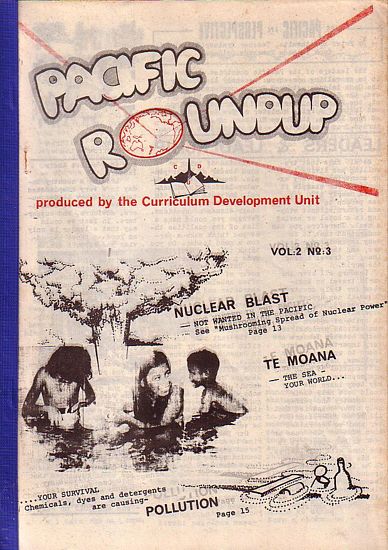 PACIFIC
ROUNDUP
C D U
produced by the Curriculum Development Unit
VOL:2 Nº:3
NUCLEAR BLAST
— NOT WANTED IN THE PACIFIC
See "Mushrooming Spread of Nuclear Power"
Page 13
TE MOANA
— THE SEA –
YOUR WORLD...
....YOUR SURVIVAL
Chemicals, dyes and detergents
are causing-
POLLUTION
Page 15